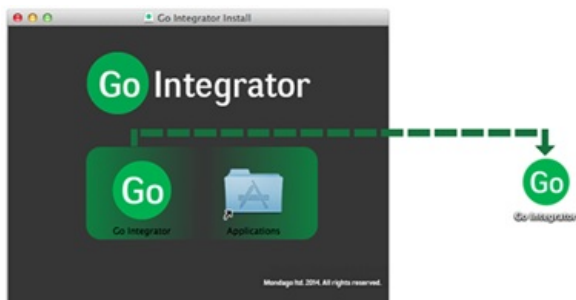 Go Integrator Install
Go Integrator
Go
Go
Go Integrator
Applications
Go Integrator
Mondago ltd. 2014. All rights reserved.